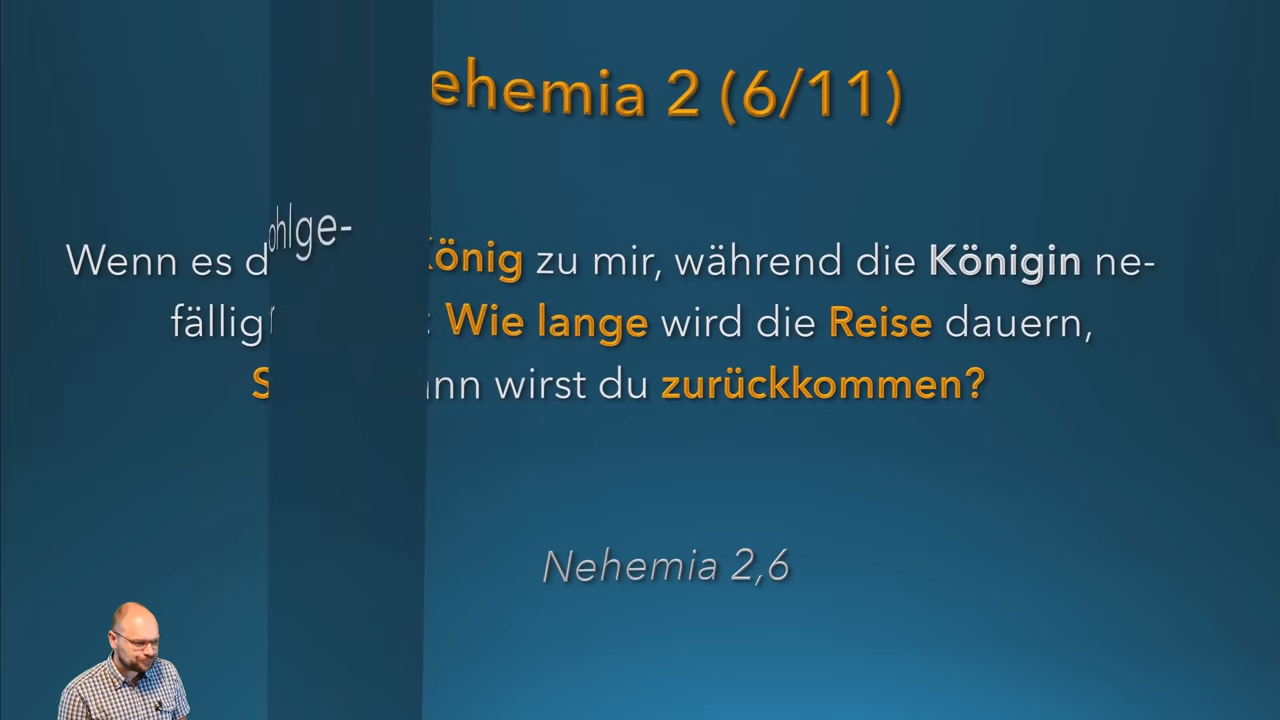 ehemia 2 (6/11)
ohlge-
Wenn es d König zu mir, während die Königin ne-
fällig : Wie lange wird die Reise dauern,
S ann wirst du zurückkommen?
Nehemia 2,6